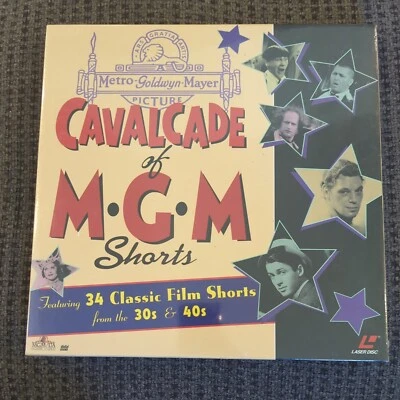 ARS GRATIA ARTIS
Metro-Goldwyn-Mayer
PICTURE
CAVALCADE
of
M·G·M
Shorts
Featuring 34 Classic Film Shorts
from the 30s & 40s
LASER DISC